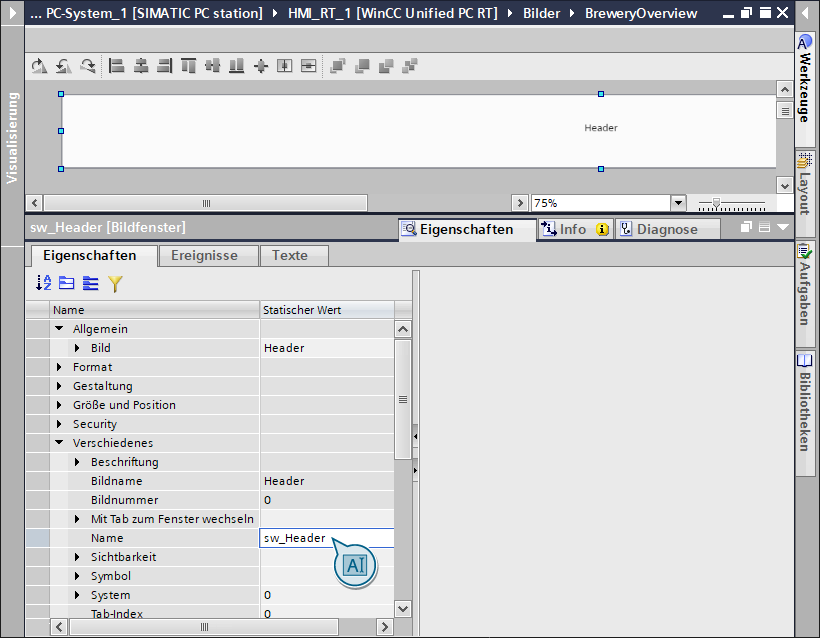 ... PC-System_1 [SIMATIC PC station] HMI_RT_1 [WinCC Unified PC RT] Bilder BreweryOverview
Visualisierung
Header
75%
Werkzeuge
Layout
Aufgaben
Bibliotheken
sw_Header [Bildfenster]
Eigenschaften Info Diagnose
Eigenschaften Ereignisse Texte
Name Statischer Wert
Allgemein
Bild Header
Format
Gestaltung
Größe und Position
Security
Verschiedenes
Beschriftung
Bildname Header
Bildnummer 0
Mit Tab zum Fenster wechseln
Name sw_Header
AI
Sichtbarkeit
Symbol
System 0
Tab-Index 0